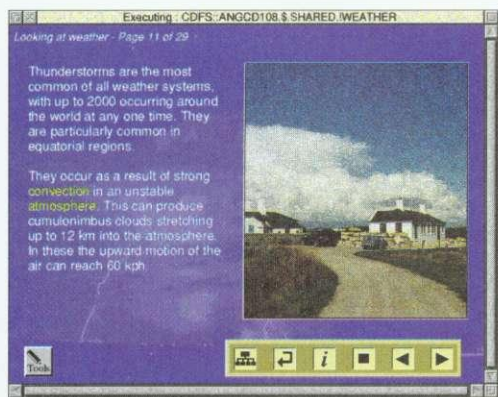 Executing : CDFS::ANGCD108.$.SHARED.!WEATHER
Looking at weather - Page 11 of 29
Thunderstorms are the most
common of all weather systems,
with up to 2000 occurring around
the world at any one time. They
are particularly common in
equatorial regions.
They occur as a result of strong
convection in an unstable
atmosphere. This can produce
cumulonimbus clouds stretching
up to 12 km into the atmosphere.
In these the upward motion of the
air can reach 60 kph.
Tools
i